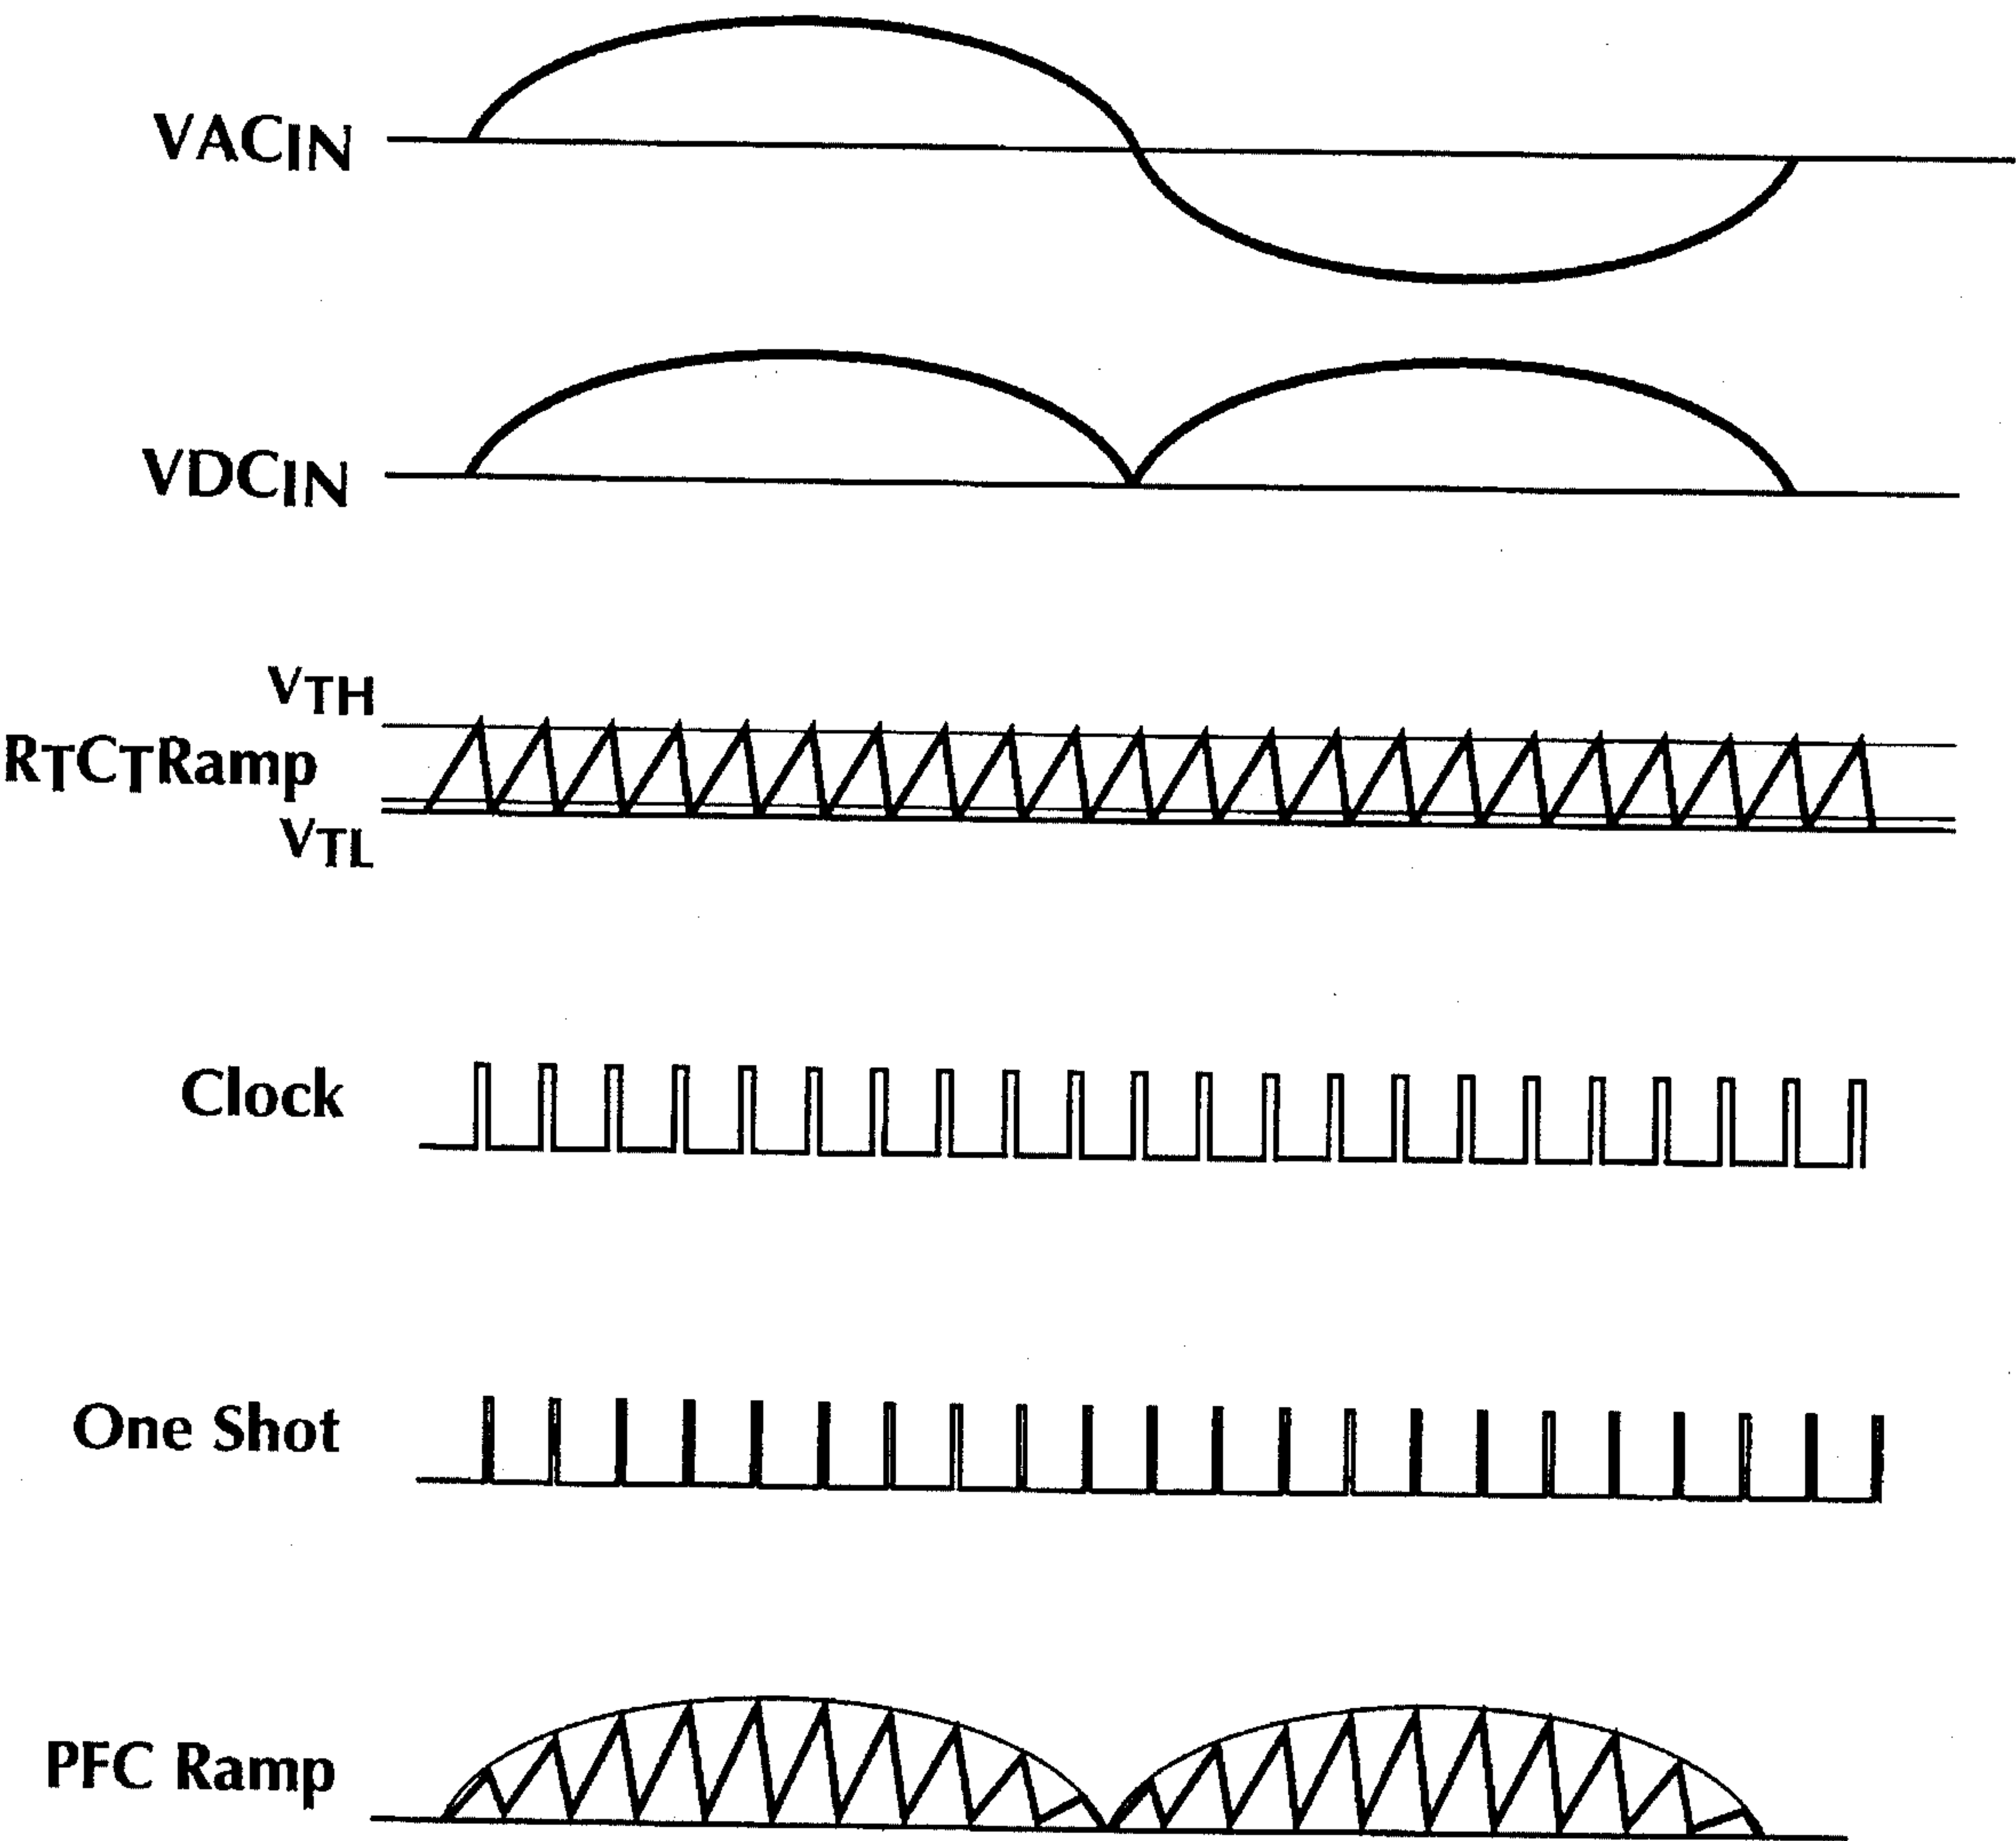 VACIN
VDCIN
VTH
RTCTRamp
VTL
Clock
One Shot
PFC Ramp